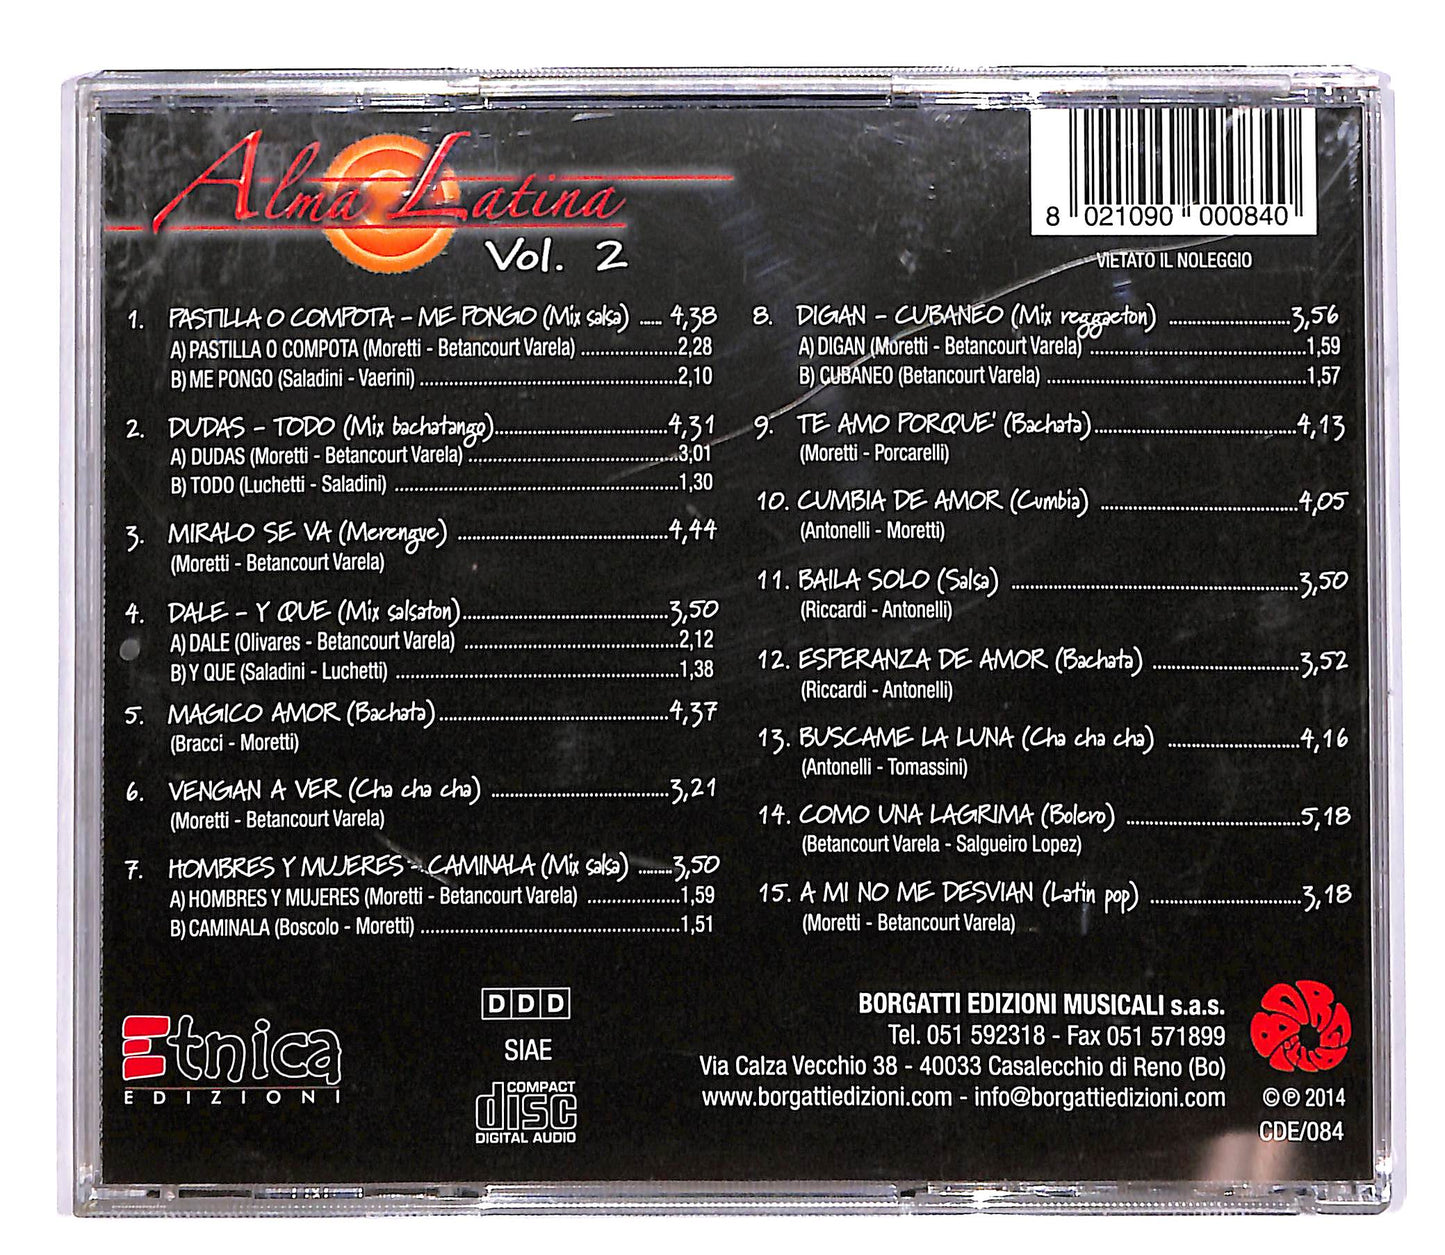 Alma Latina
Vol. 2
8 021090 000840
VIETATO IL NOLEGGIO
1. PASTILLA O COMPOTA - ME PONGO (Mix salsa) ..... 4,38
A) PASTILLA O COMPOTA (Moretti - Betancourt Varela) ....................2,28
B) ME PONGO (Saladini - Vaerini) ......................................................2,10
2. DUDAS - TODO (Mix bachatango)....................................4,31
A) DUDAS (Moretti - Betancourt Varela) ............................................3,01
B) TODO (Luchetti - Saladini) ............................................................1,30
3. MIRALO SE VA (Merengue) ............................................4,44
(Moretti - Betancourt Varela)
4. DALE - Y QUE (Mix salsaton)...........................................3,50
A) DALE (Olivares - Betancourt Varela) .............................................2,12
B) Y QUE (Saladini - Luchetti) ............................................................1,38
5. MAGICO AMOR (Bachata)................................................4,37
(Bracci - Moretti)
6. VENGAN A VER (Cha cha cha) .....................................3,21
(Moretti - Betancourt Varela)
7. HOMBRES Y MUJERES - CAMINALA (Mix salsa) ........3,50
A) HOMBRES Y MUJERES (Moretti - Betancourt Varela) .........................1,59
B) CAMINALA (Boscolo - Moretti) ......................................................1,51
8. DIGAN - CUBANEO (Mix reggaeton) .........................3,56
A) DIGAN (Moretti - Betancourt Varela) .............................................1,59
B) CUBANEO (Betancourt Varela) ......................................................1,57
9. TE AMO PORQUE' (Bachata)..........................................4,13
(Moretti - Porcarelli)
10. CUMBIA DE AMOR (Cumbia) .........................................4,05
(Antonelli - Moretti)
11. BAILA SOLO (Salsa) ............................................................3,50
(Riccardi - Antonelli)
12. ESPERANZA DE AMOR (Bachata) ..............................3,52
(Riccardi - Antonelli)
13. BUSCAME LA LUNA (Cha cha cha) ...........................4,16
(Antonelli - Tomassini)
14. COMO UNA LAGRIMA (Bolero) ....................................5,18
(Betancourt Varela - Salgueiro Lopez)
15. A MI NO ME DESVIAN (Latin pop) ...............................3,18
(Moretti - Betancourt Varela)
Etnica
EDIZIONI
DDD
SIAE
COMPACT
disc
DIGITAL AUDIO
BORGATTI EDIZIONI MUSICALI s.a.s.
Tel. 051 592318 - Fax 051 571899
Via Calza Vecchio 38 - 40033 Casalecchio di Reno (Bo)
www.borgattiedizioni.com - info@borgattiedizioni.com
©℗ 2014
CDE/084